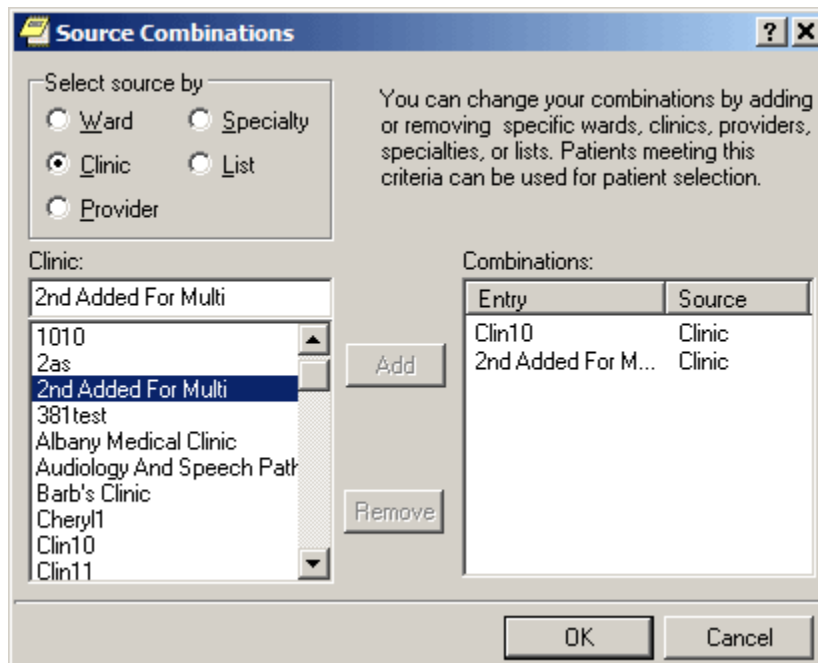 Source Combinations
Select source by
Ward
Specialty
Clinic
List
Provider
You can change your combinations by adding
or removing specific wards, clinics, providers,
specialties, or lists. Patients meeting this
criteria can be used for patient selection.
Clinic:
2nd Added For Multi
1010
2as
2nd Added For Multi
381test
Albany Medical Clinic
Audiology And Speech Path
Barb's Clinic
Cheryl1
Clin10
Clin11
Add
Remove
Combinations:
Entry Source
Clin10 Clinic
2nd Added For M... Clinic
OK Cancel